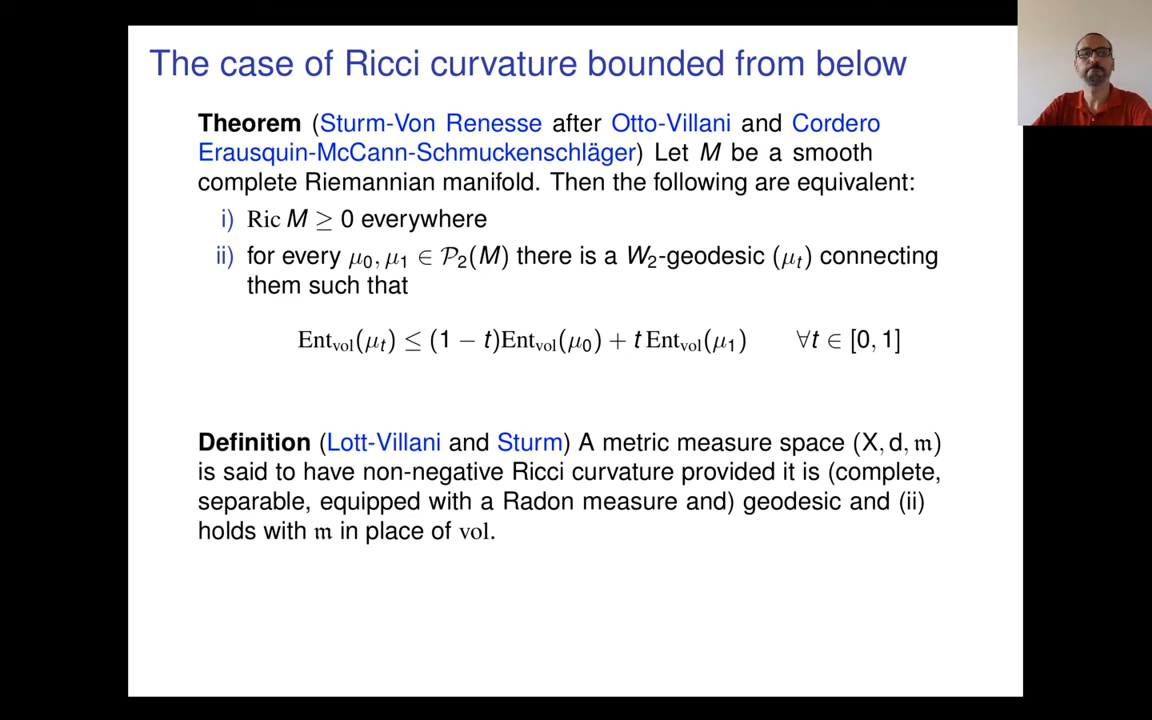 The case of Ricci curvature bounded from below
Theorem (Sturm-Von Renesse after Otto-Villani and Cordero
Erausquin-McCann-Schmuckenschläger) Let M be a smooth
complete Riemannian manifold. Then the following are equivalent:
i) Ric M ≥ 0 everywhere
ii) for every μ₀, μ₁ ∈ 𝒫₂(M) there is a W₂-geodesic (μₜ) connecting
them such that
Ent_vol(μₜ) ≤ (1 − t)Ent_vol(μ₀) + t Ent_vol(μ₁) ∀t ∈ [0, 1]
Definition (Lott-Villani and Sturm) A metric measure space (X, d, 𝔪)
is said to have non-negative Ricci curvature provided it is (complete,
separable, equipped with a Radon measure and) geodesic and (ii)
holds with 𝔪 in place of vol.